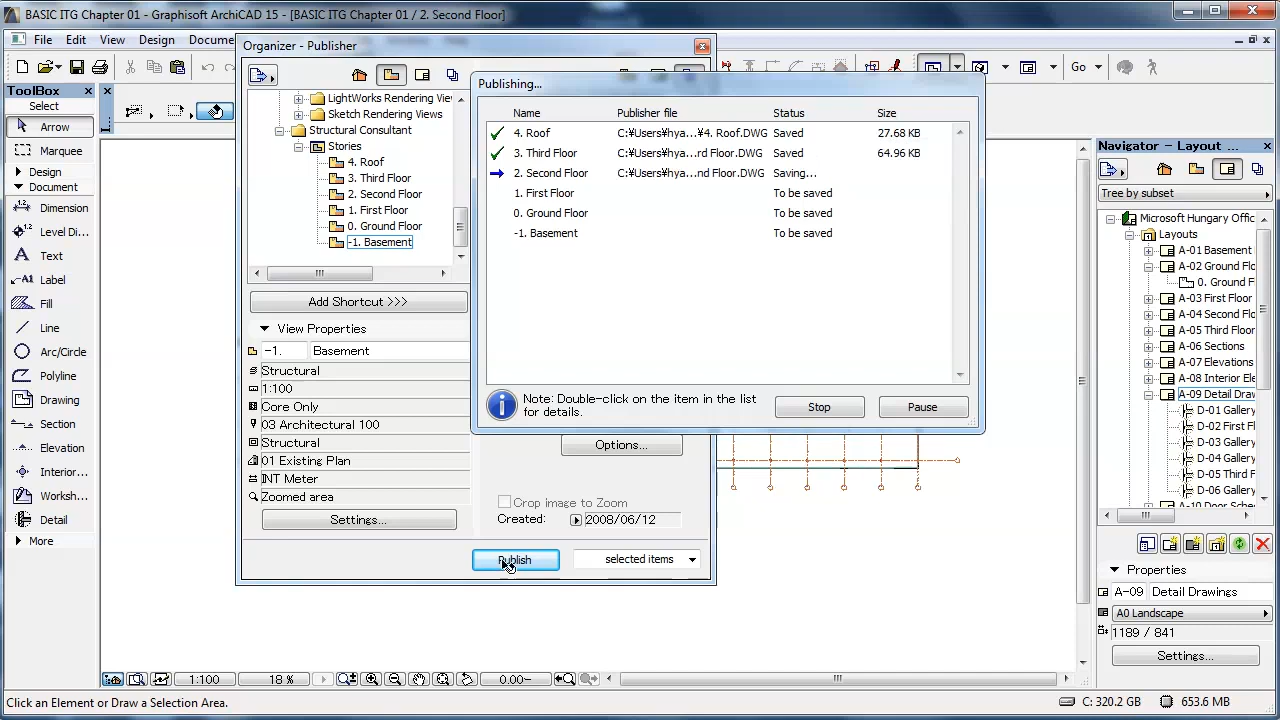 BASIC ITG Chapter 01 - Graphisoft ArchiCAD 15 - [BASIC ITG Chapter 01 / 2. Second Floor]
File Edit View Design Docume
Organizer - Publisher
Go
ToolBox
Select
Arrow
Marquee
Design
Document
Dimension
Level Di...
Text
Label
Fill
Line
Arc/Circle
Polyline
Drawing
Section
Elevation
Interior...
Worksh...
Detail
More
LightWorks Rendering Vie
Sketch Rendering Views
Structural Consultant
Stories
4. Roof
3. Third Floor
2. Second Floor
1. First Floor
0. Ground Floor
-1. Basement
Add Shortcut >>>
View Properties
-1. Basement
Structural
1:100
Core Only
03 Architectural 100
Structural
01 Existing Plan
INT Meter
Zoomed area
Settings...
Publishing...
Name Publisher file Status Size
4. Roof C:¥Users¥hya...¥4. Roof.DWG Saved 27.68 KB
3. Third Floor C:¥Users¥hya...rd Floor.DWG Saved 64.96 KB
2. Second Floor C:¥Users¥hya...nd Floor.DWG Saving...
1. First Floor To be saved
0. Ground Floor To be saved
-1. Basement To be saved
Note: Double-click on the item in the list
for details.
Stop Pause
Options...
Crop image to Zoom
Created: 2008/06/12
Publish selected items
Navigator - Layout ...
Tree by subset
Microsoft Hungary Offic
Layouts
A-01 Basement
A-02 Ground Flo
0. Ground F
A-03 First Floor
A-04 Second Flo
A-05 Third Floor
A-06 Sections
A-07 Elevations
A-08 Interior Ele
A-09 Detail Draw
D-01 Gallery
D-02 First F
D-03 Gallery
D-04 Gallery
D-05 Third F
D-06 Gallery
A-10 Door Sche
Properties
A-09 Detail Drawings
A0 Landscape
1189 / 841
Settings...
1:100 18 % 0.00~
Click an Element or Draw a Selection Area.
C: 320.2 GB 653.6 MB